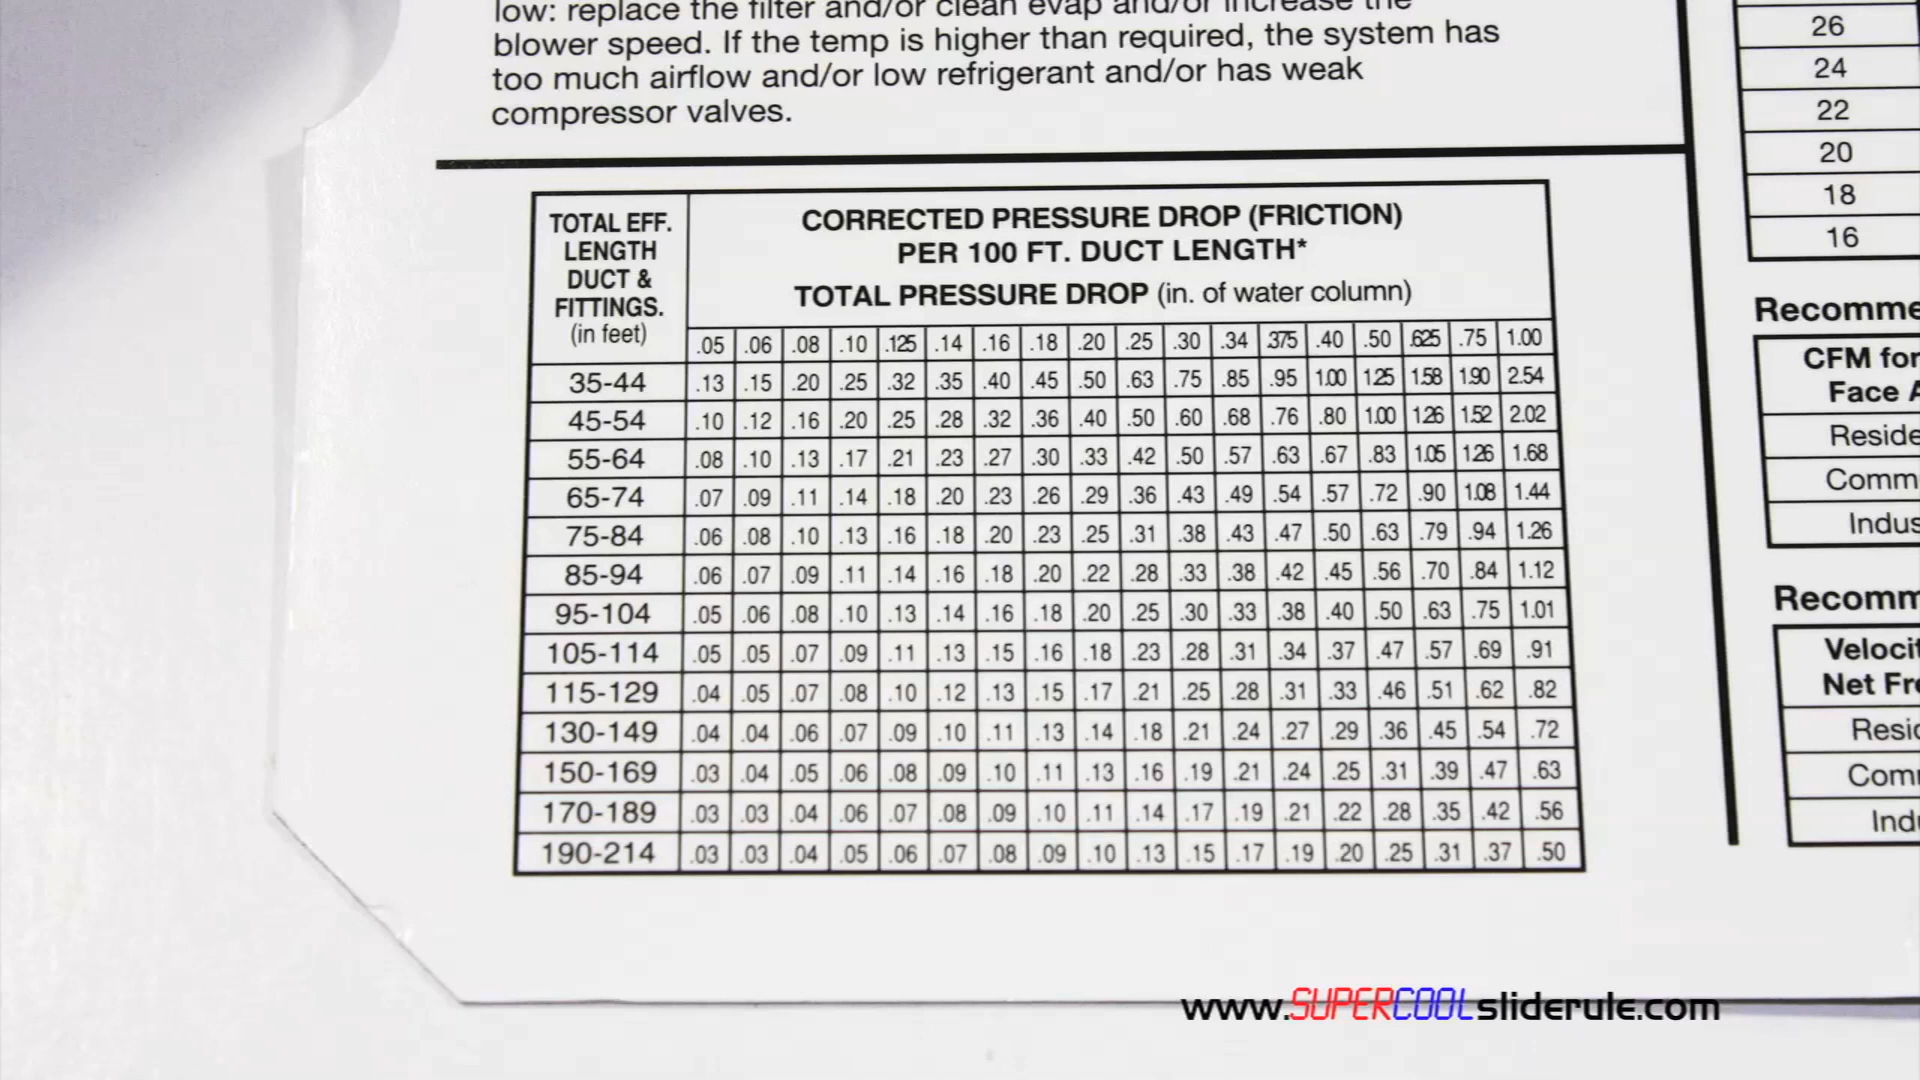 low: replace the filter and/or clean evap and/or increase the
blower speed. If the temp is higher than required, the system has
too much airflow and/or low refrigerant and/or has weak
compressor valves.
TOTAL EFF.
LENGTH
DUCT &
FITTINGS.
(in feet)
CORRECTED PRESSURE DROP (FRICTION)
PER 100 FT. DUCT LENGTH*
TOTAL PRESSURE DROP (in. of water column)
.05 .06 .08 .10 .125 .14 .16 .18 .20 .25 .30 .34 .375 .40 .50 .625 .75 1.00
35-44 .13 .15 .20 .25 .32 .35 .40 .45 .50 .63 .75 .85 .95 1.00 1.25 1.58 1.90 2.54
45-54 .10 .12 .16 .20 .25 .28 .32 .36 .40 .50 .60 .68 .76 .80 1.00 1.26 1.52 2.02
55-64 .08 .10 .13 .17 .21 .23 .27 .30 .33 .42 .50 .57 .63 .67 .83 1.05 1.26 1.68
65-74 .07 .09 .11 .14 .18 .20 .23 .26 .29 .36 .43 .49 .54 .57 .72 .90 1.08 1.44
75-84 .06 .08 .10 .13 .16 .18 .20 .23 .25 .31 .38 .43 .47 .50 .63 .79 .94 1.26
85-94 .06 .07 .09 .11 .14 .16 .18 .20 .22 .28 .33 .38 .42 .45 .56 .70 .84 1.12
95-104 .05 .06 .08 .10 .13 .14 .16 .18 .20 .25 .30 .33 .38 .40 .50 .63 .75 1.01
105-114 .05 .05 .07 .09 .11 .13 .15 .16 .18 .23 .28 .31 .34 .37 .47 .57 .69 .91
115-129 .04 .05 .07 .08 .10 .12 .13 .15 .17 .21 .25 .28 .31 .33 .46 .51 .62 .82
130-149 .04 .04 .06 .07 .09 .10 .11 .13 .14 .18 .21 .24 .27 .29 .36 .45 .54 .72
150-169 .03 .04 .05 .06 .08 .09 .10 .11 .13 .16 .19 .21 .24 .25 .31 .39 .47 .63
170-189 .03 .03 .04 .06 .07 .08 .09 .10 .11 .14 .17 .19 .21 .22 .28 .35 .42 .56
190-214 .03 .03 .04 .05 .06 .07 .08 .09 .10 .13 .15 .17 .19 .20 .25 .31 .37 .50
26
24
22
20
18
16
Recomme
CFM for
Face A
Reside
Comm
Indus
Recomm
Velocit
Net Fre
Resid
Comm
Indu
www.SUPERCOOLsliderule.com